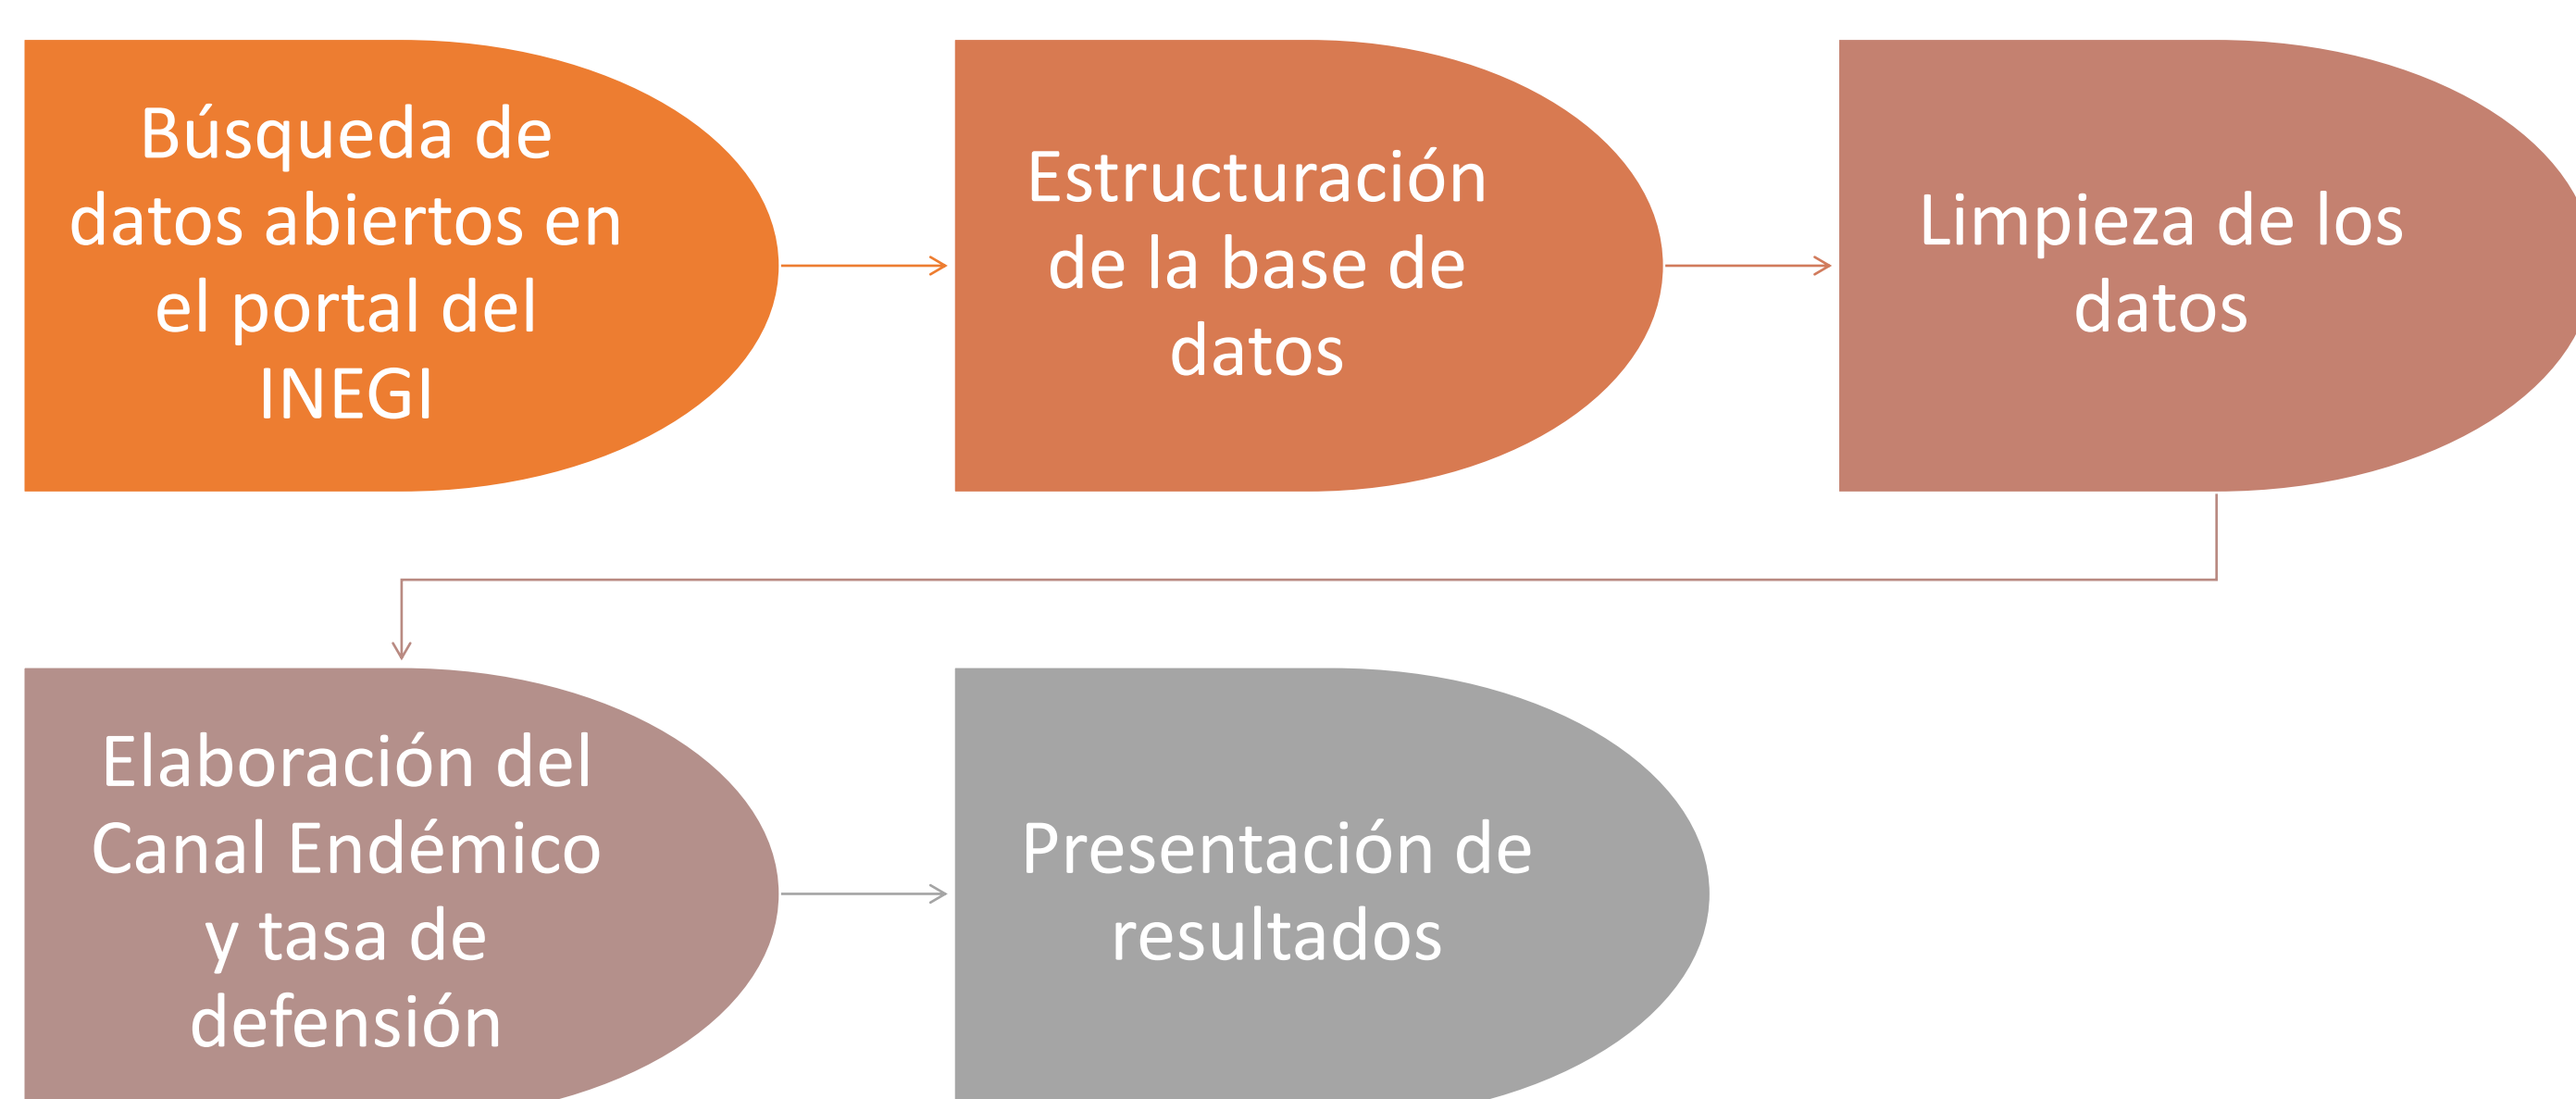 Búsqueda de
datos abiertos en
el portal del
INEGI
Estructuración
de la base de
datos
Limpieza de los
datos
Elaboración del
Canal Endémico
y tasa de
defensión
Presentación de
resultados